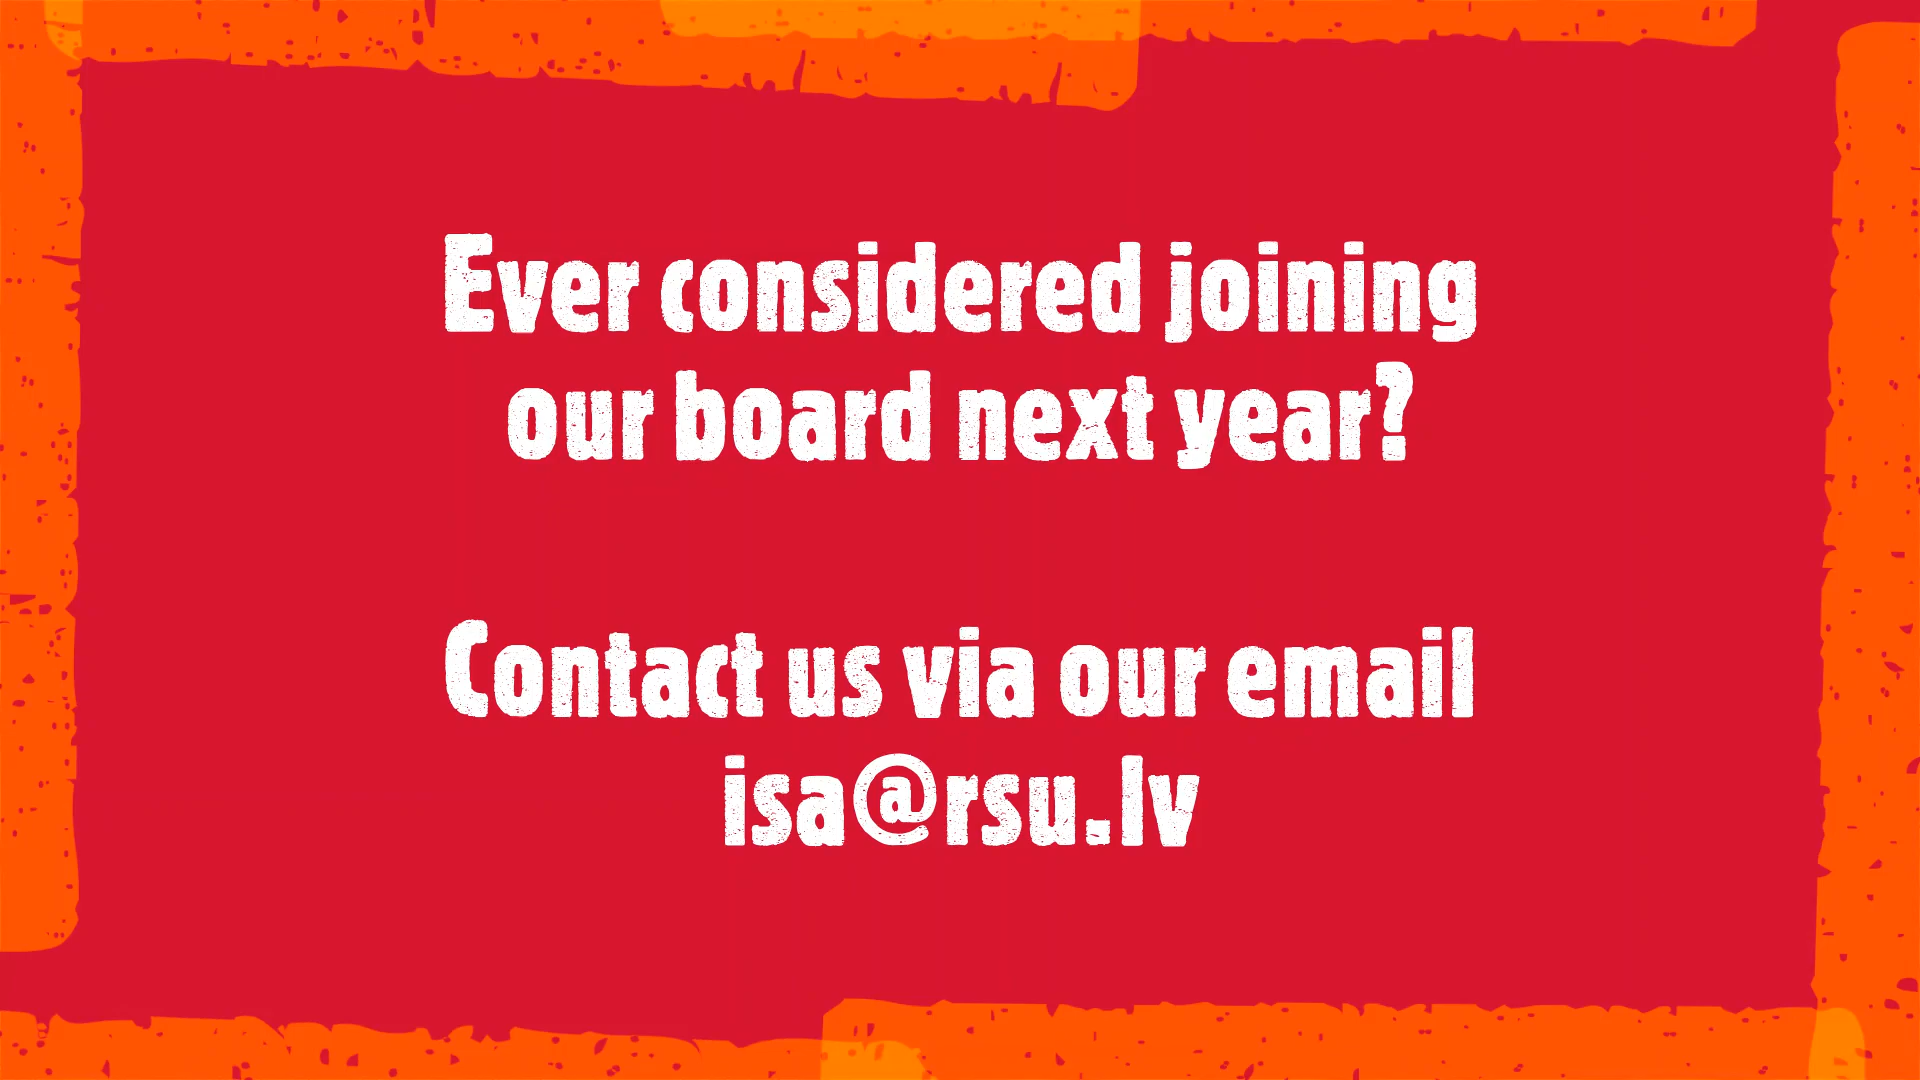 Ever considered joining
our board next year?
Contact us via our email
isa@rsu.lv